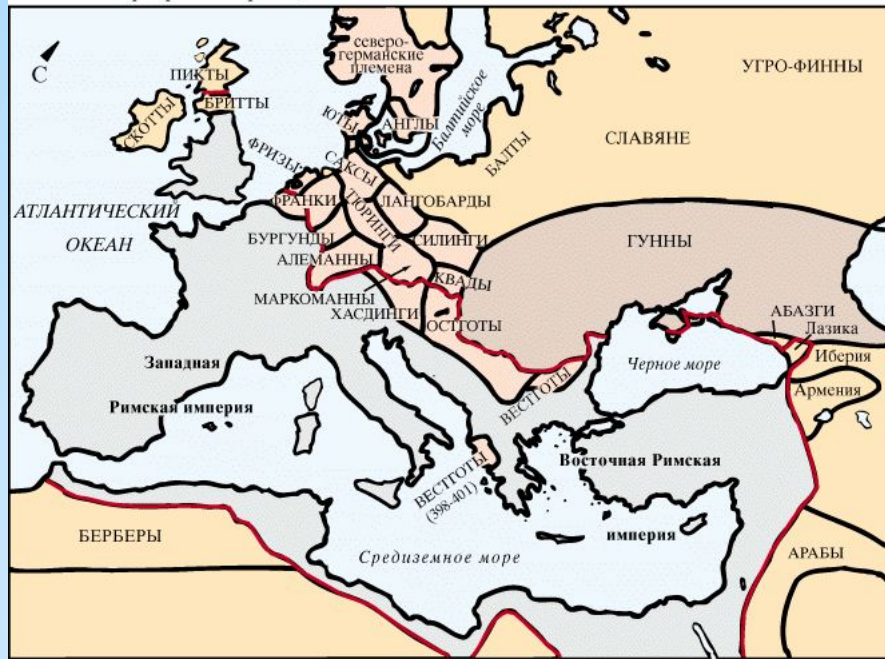 С
северо-
германские
племена
УГРО-ФИННЫ
ПИКТЫ
БРИТТЫ
СКОТТЫ
ЮТЫ
АНГЛЫ
Балтийское
море
БАЛТЫ
СЛАВЯНЕ
ФРИЗЫ
САКСЫ
ФРАНКИ
ТЮРИНГИ
ЛАНГОБАРДЫ
АТЛАНТИЧЕСКИЙ
ОКЕАН
БУРГУНДЫ
СИЛИНГИ
ГУННЫ
АЛЕМАННЫ
КВАДЫ
МАРКОМАННЫ
ХАСДИНГИ
ОСТГОТЫ
АБАЗГИ
Лазика
Иберия
Армения
Западная
Римская империя
Черное море
ВЕСТГОТЫ
ВЕСТГОТЫ
(398-401)
Восточная Римская
империя
БЕРБЕРЫ
Средиземное море
АРАБЫ